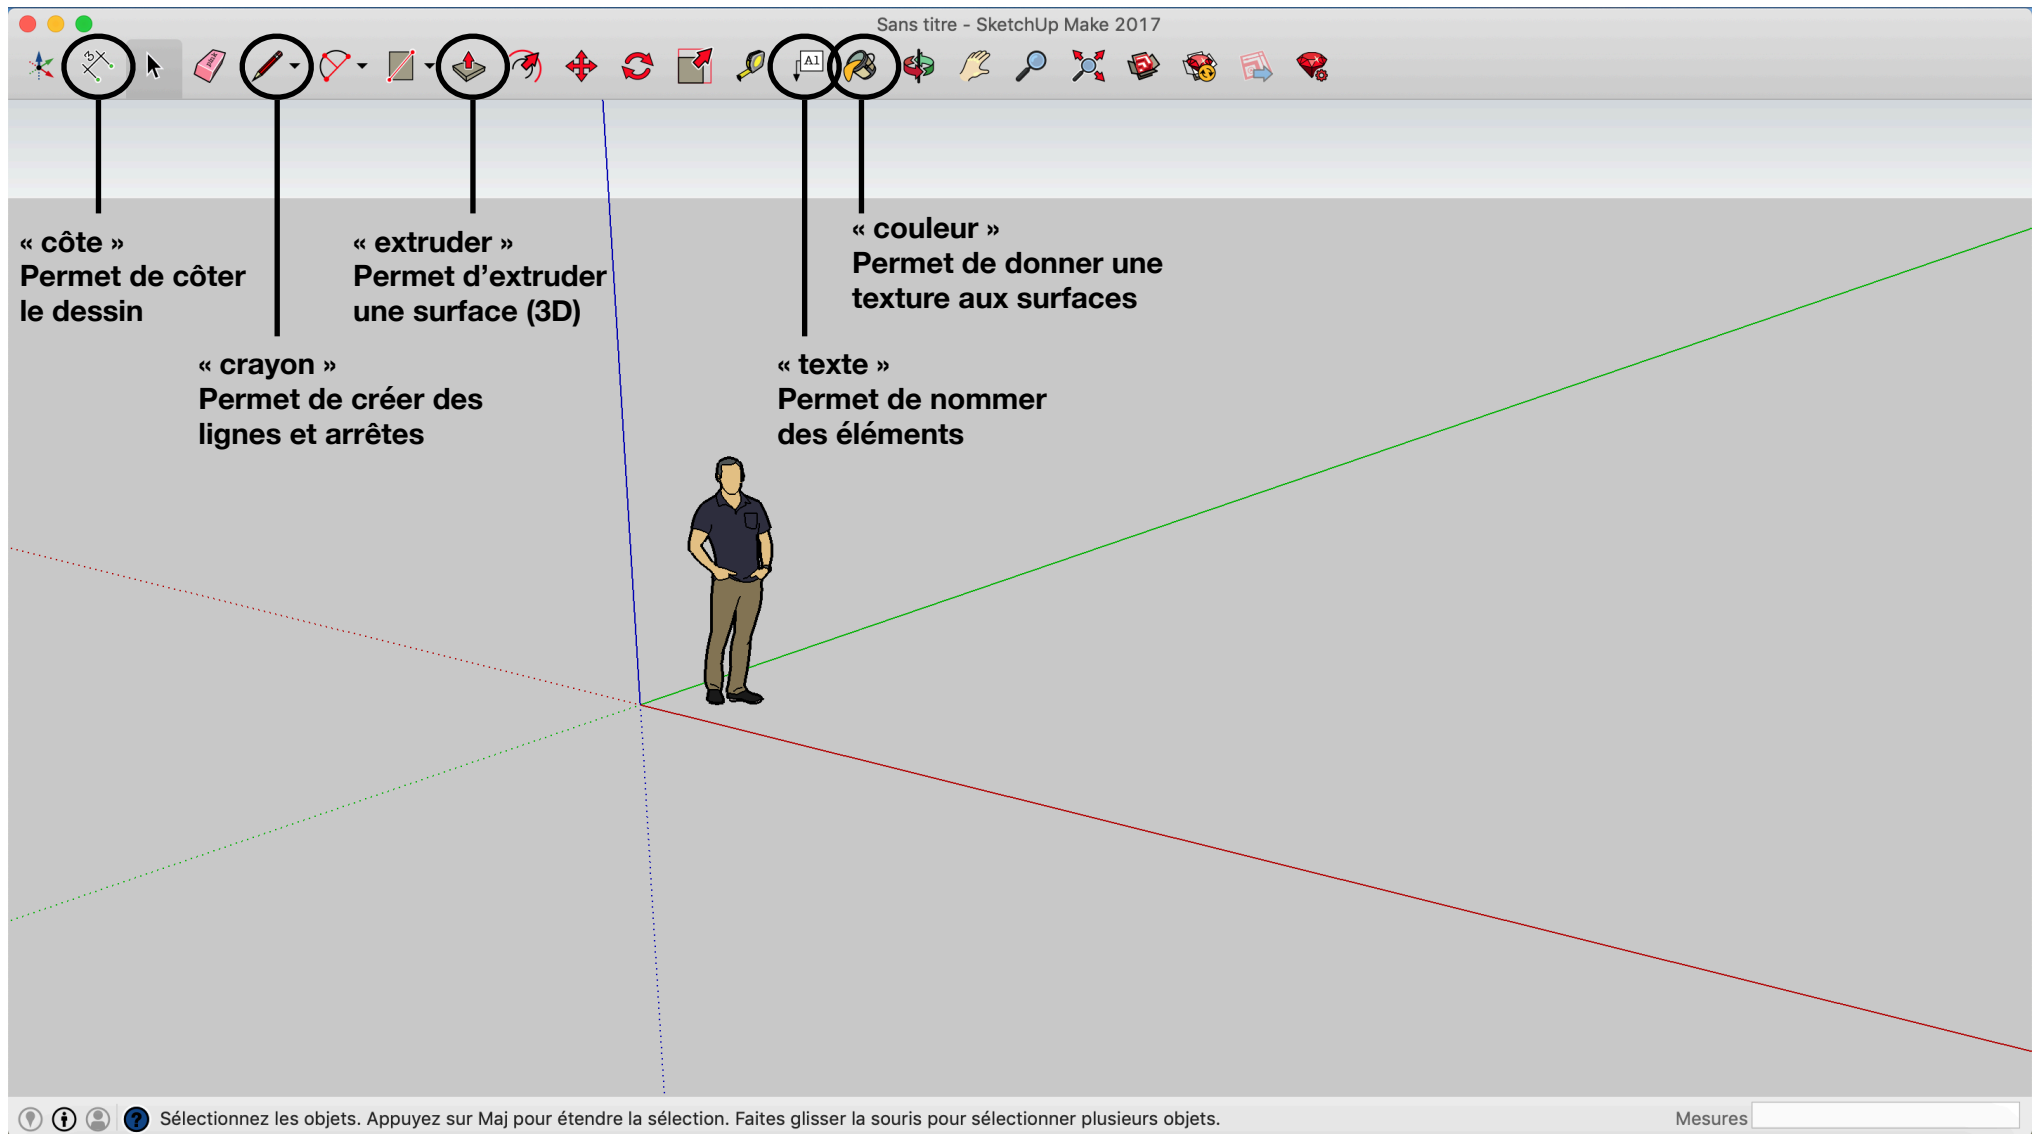 Sans titre - SketchUp Make 2017
3
A1
« côte »
Permet de côter
le dessin
« crayon »
Permet de créer des
lignes et arrêtes
« extruder »
Permet d’extruder
une surface (3D)
« texte »
Permet de nommer
des éléments
« couleur »
Permet de donner une
texture aux surfaces
? Sélectionnez les objets. Appuyez sur Maj pour étendre la sélection. Faites glisser la souris pour sélectionner plusieurs objets.
Mesures